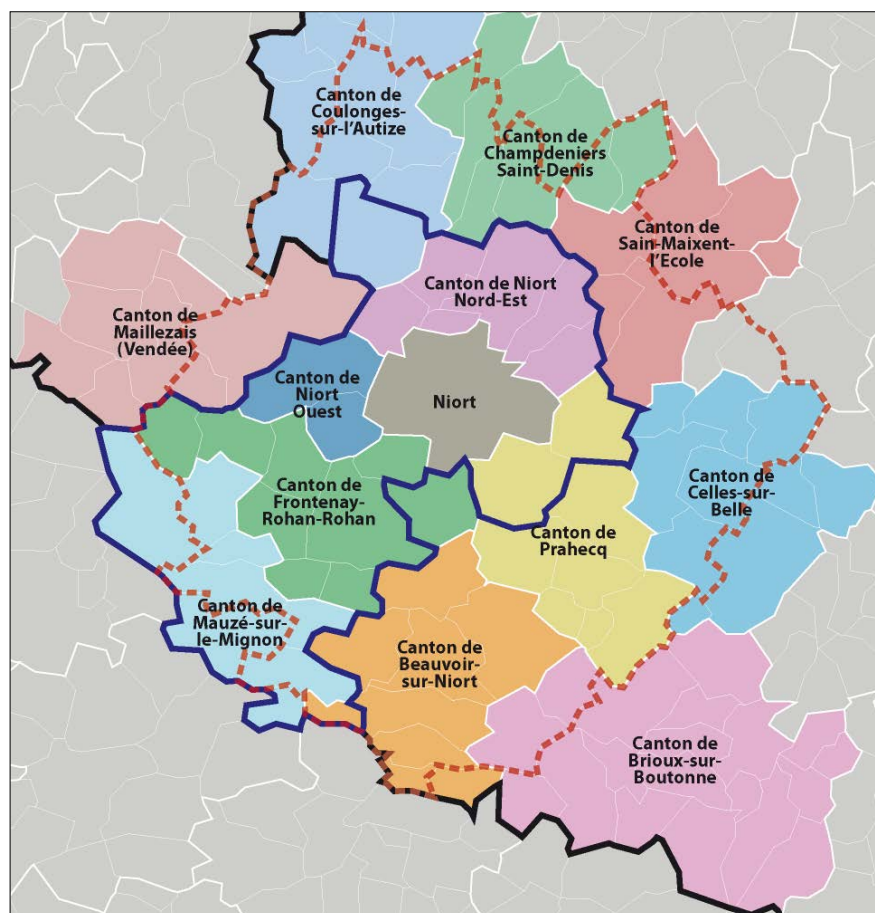 Canton de
Coulonges-
sur-l'Autize
Canton de
Champdeniers
Saint-Denis
Canton de
Sain-Maixent-
l'Ecole
Canton de Niort
Nord-Est
Canton de
Maillezais
(Vendée)
Canton de
Niort
Ouest
Niort
Canton de
Frontenay-
Rohan-Rohan
Canton de
Celles-sur-
Belle
Canton de
Prahecq
Canton de
Mauzé-sur-
le-Mignon
Canton de
Beauvoir-
sur-Niort
Canton de
Brioux-sur-
Boutonne